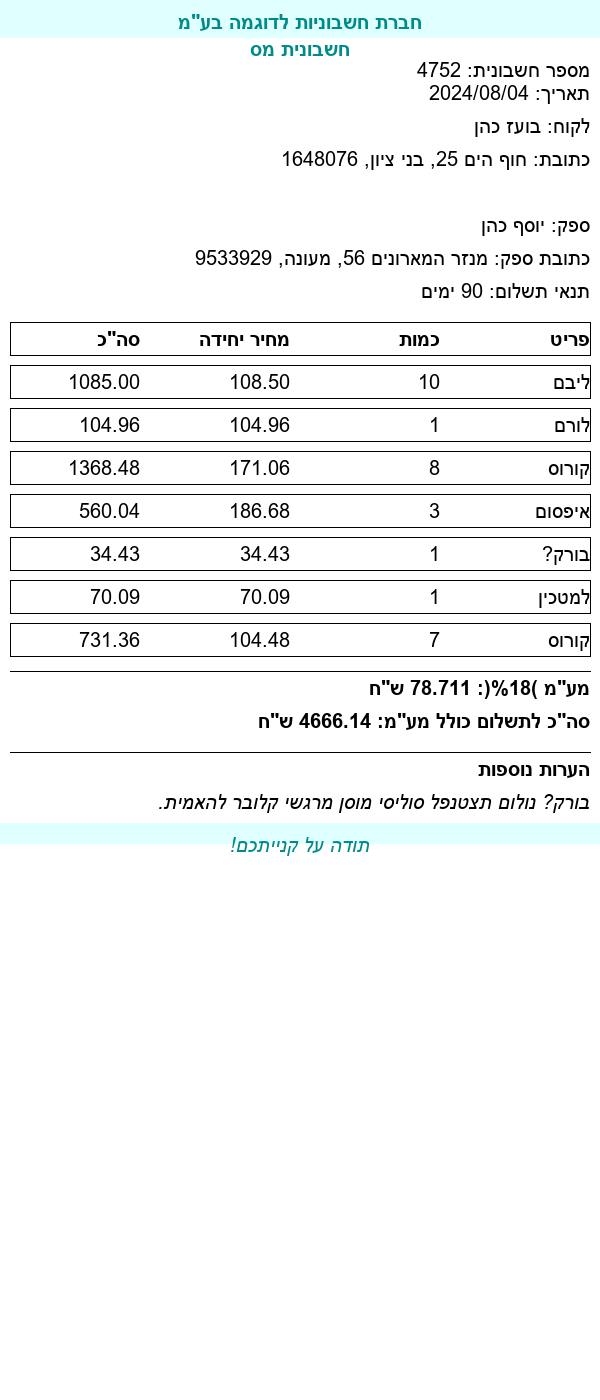 חברת חשבוניות לדוגמה בע"מ
חשבונית מס
מספר חשבונית: 4752
תאריך: 2024/08/04
לקוח: בועז כהן
כתובת: חוף הים 25, בני ציון, 1648076
ספק: יוסף כהן
כתובת ספק: מנזר המארונים 56, מעונה, 9533929
תנאי תשלום: 90 ימים
פריט כמות מחיר יחידה סה"כ
ליבם 10 108.50 1085.00
לורם 1 104.96 104.96
קורוס 8 171.06 1368.48
איפסום 3 186.68 560.04
בורק? 1 34.43 34.43
למטכין 1 70.09 70.09
קורוס 7 104.48 731.36
מע"מ )18%(: 78.711 ש"ח
סה"כ לתשלום כולל מע"מ: 4666.14 ש"ח
הערות נוספות
בורק? נולום תצטנפל סוליסי מוסן מרגשי קלובר להאמית.
תודה על קנייתכם!